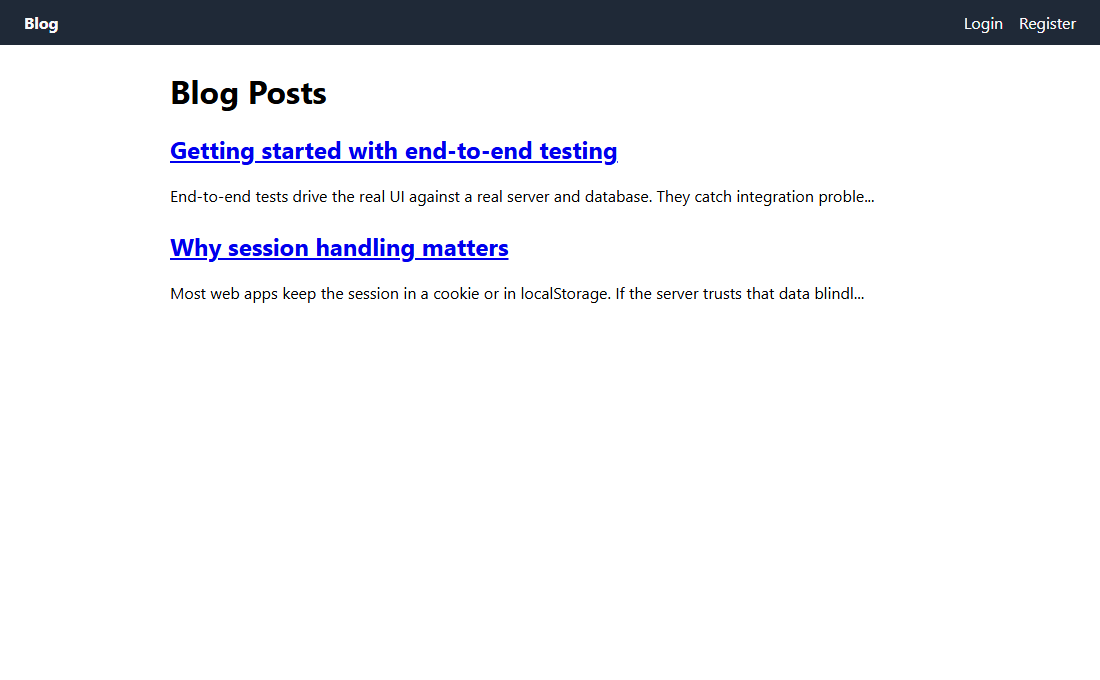 Blog
Login Register
Blog Posts
Getting started with end-to-end testing
End-to-end tests drive the real UI against a real server and database. They catch integration proble...
Why session handling matters
Most web apps keep the session in a cookie or in localStorage. If the server trusts that data blindl...